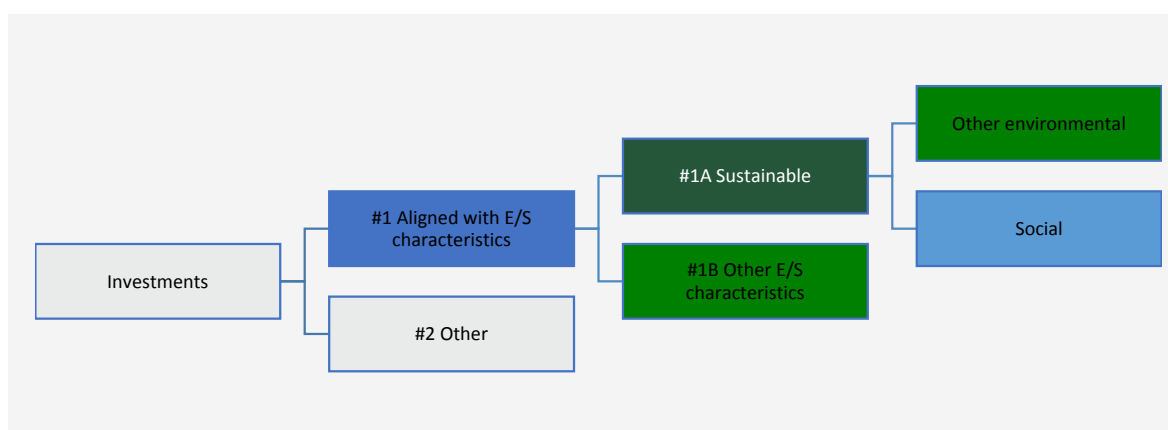 Investments
#1 Aligned with E/S
characteristics
#2 Other
#1A Sustainable
#1B Other E/S
characteristics
Other environmental
Social